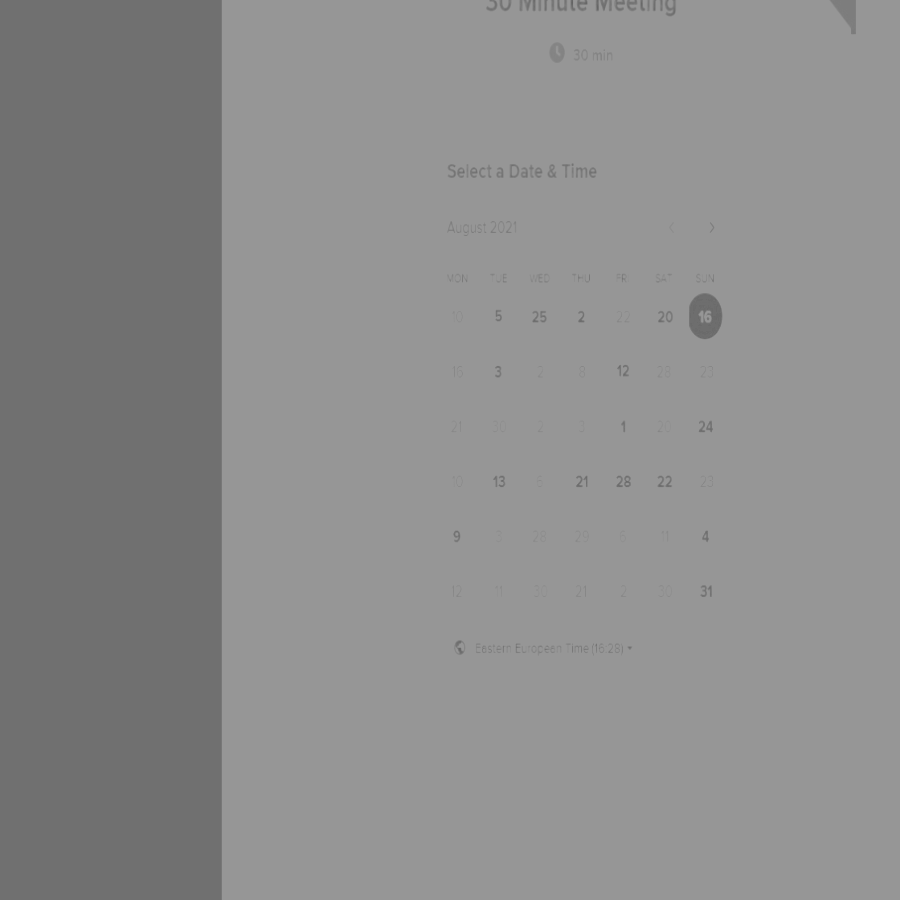 30 Minute Meeting
30 min
Select a Date & Time
August 2021
MON TUE WED THU FRI SAT SUN
10 5 25 2 22 20 16
16 3 2 8 12 28 23
21 30 2 3 1 26 24
10 13 21 28 22 23
9 3 28 29 6 11 4
12 11 30 21 2 30 31
Eastern European Time (16:28)